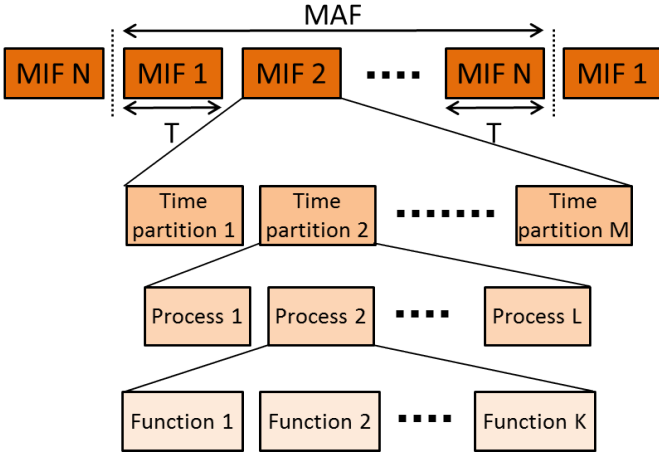 MAF
MIF N MIF 1 MIF 2 MIF N MIF 1
T T
Time partition 1 Time partition 2 Time partition M
Process 1 Process 2 Process L
Function 1 Function 2 Function K